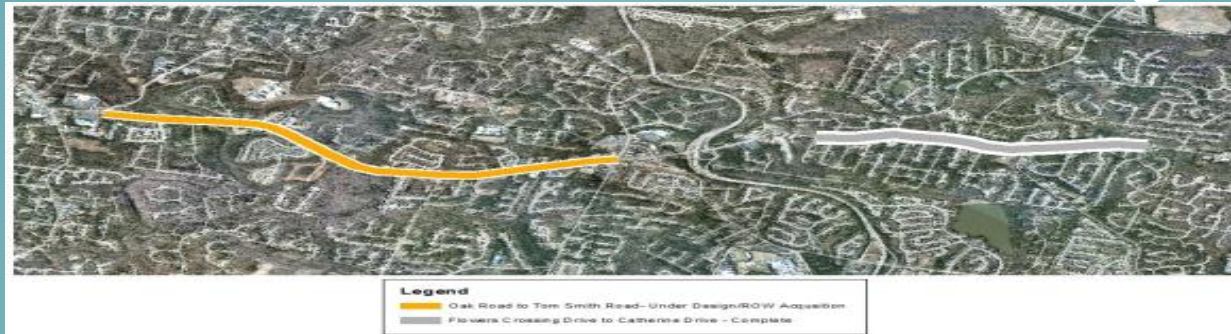 Legend
Oak Road to Tom Smith Road- Under Design/ROW Acquisition
Flowers Crossing Drive to Catherine Drive - Complete